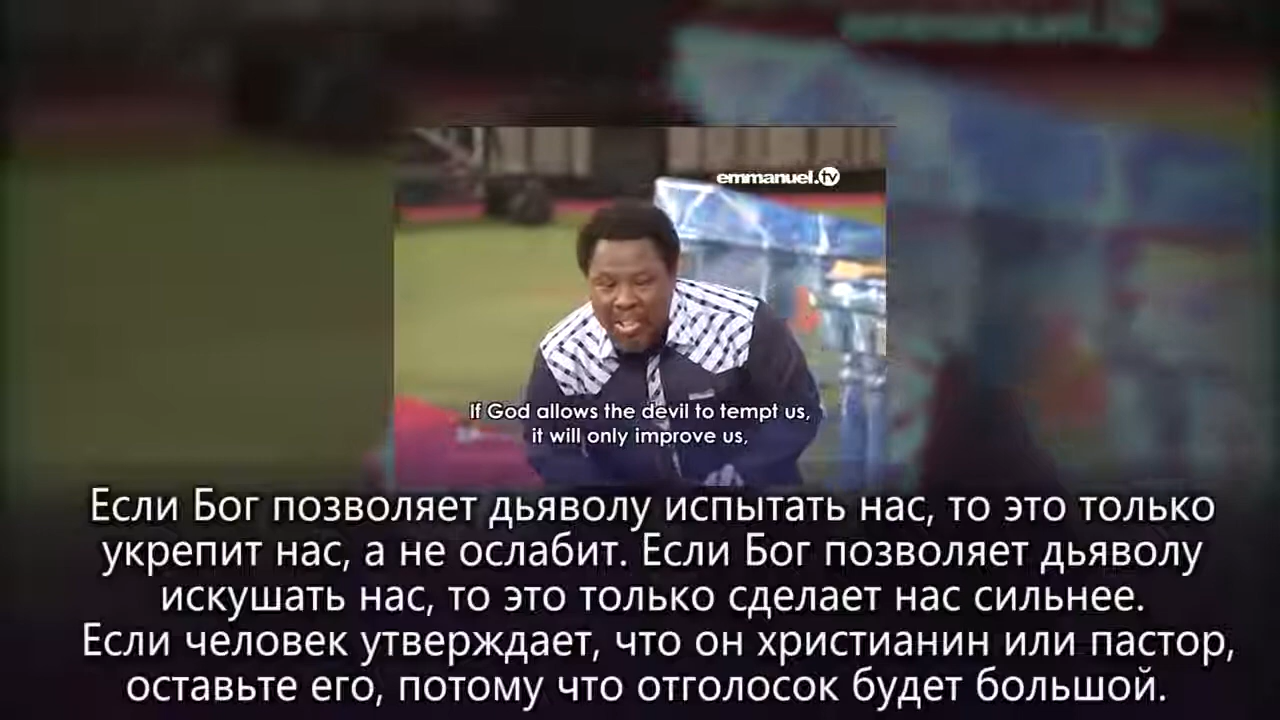 emmanuel.tv
emmanuel.tv
If God allows the devil to tempt us,
it will only improve us,
Если Бог позволяет дьяволу испытать нас, то это только
укрепит нас, а не ослабит. Если Бог позволяет дьяволу
искушать нас, то это только сделает нас сильнее.
Если человек утверждает, что он христианин или пастор,
оставьте его, потому что отголосок будет большой.